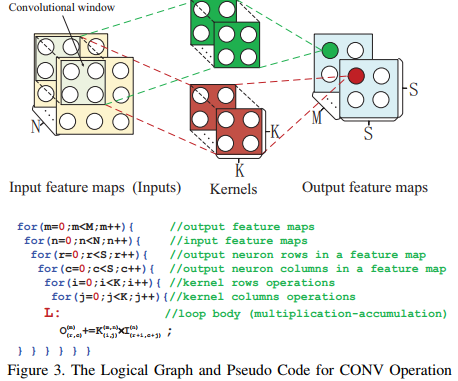 Convolutional window
N
K
K
M
S
S
Input feature maps (Inputs) Kernels Output feature maps
for(m=0;m<M;m++){ //output feature maps
for(n=0;n<N;n++){ //input feature maps
for(r=0;r<S;r++){ //output neuron rows in a feature map
for(c=0;c<S;c++){ //output neuron columns in a feature map
for(i=0;i<K;i++){ //kernel rows operations
for(j=0;j<K;j++){//kernel columns operations
L: //loop body (multiplication-accumulation)
O(m)(r,c)+=K(m,n)(i,j)×I(n)(r+i,c+j) ;
} } } } } }
Figure 3. The Logical Graph and Pseudo Code for CONV Operation